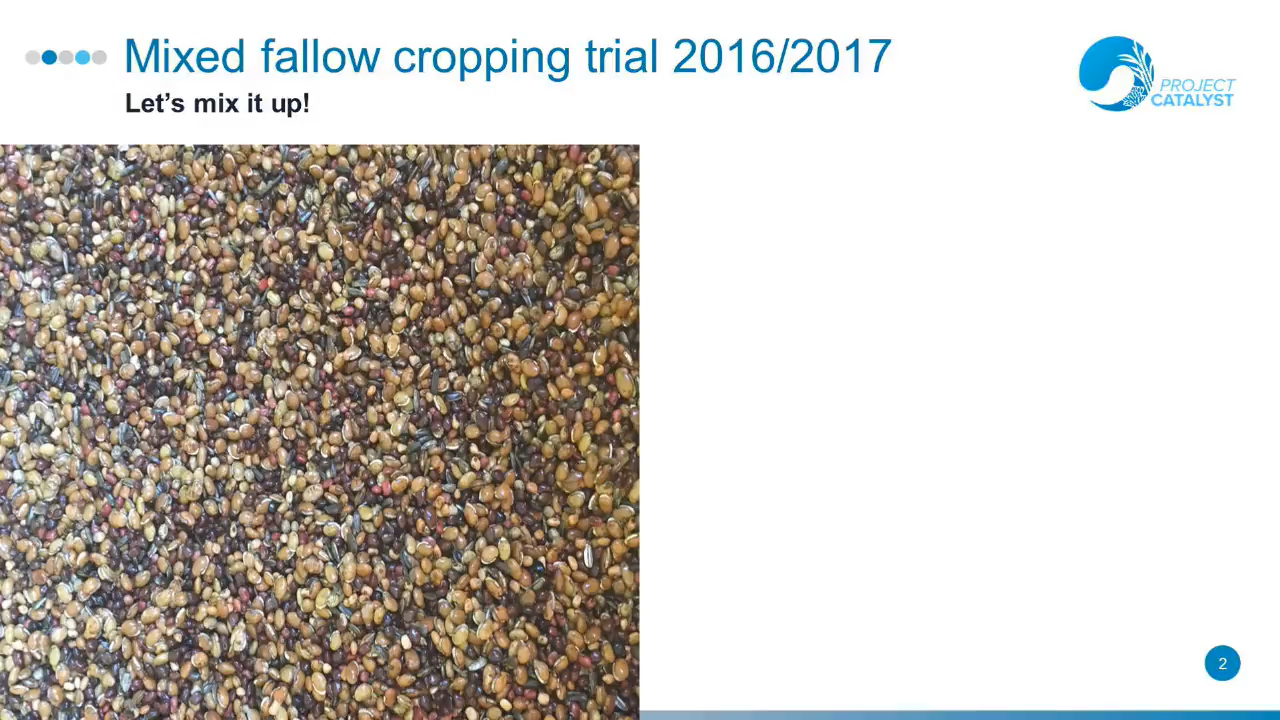 Mixed fallow cropping trial 2016/2017
Let’s mix it up!
PROJECT
CATALYST
2